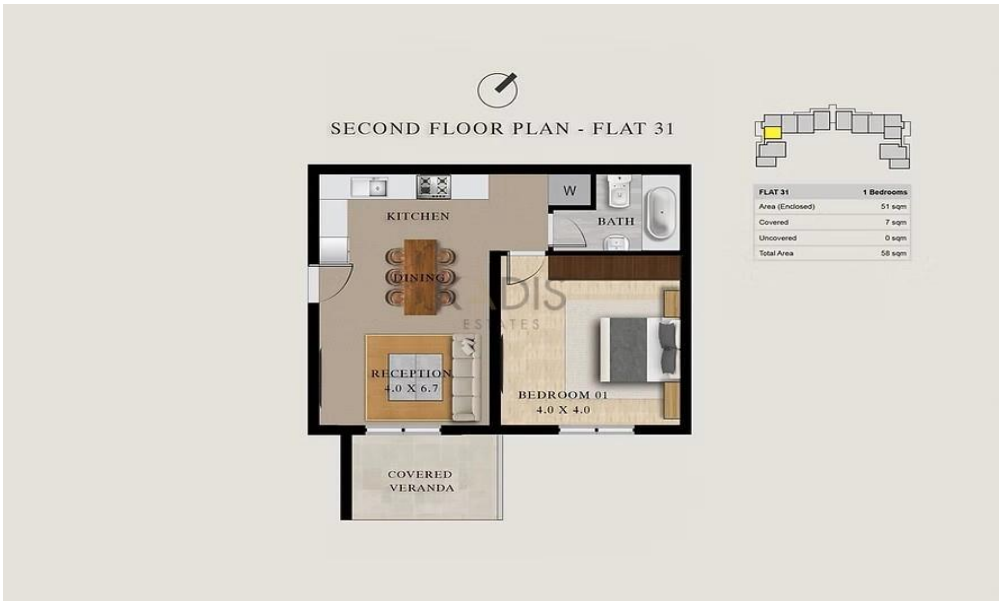 SECOND FLOOR PLAN - FLAT 31
FLAT 31 1 Bedrooms
Area (Enclosed) 51 sqm
Covered 7 sqm
Uncovered 0 sqm
Total Area 58 sqm
W
KITCHEN
BATH
DINING
RADIS
ESTATES
RECEPTION
4.0 X 6.7
BEDROOM 01
4.0 X 4.0
COVERED
VERANDA